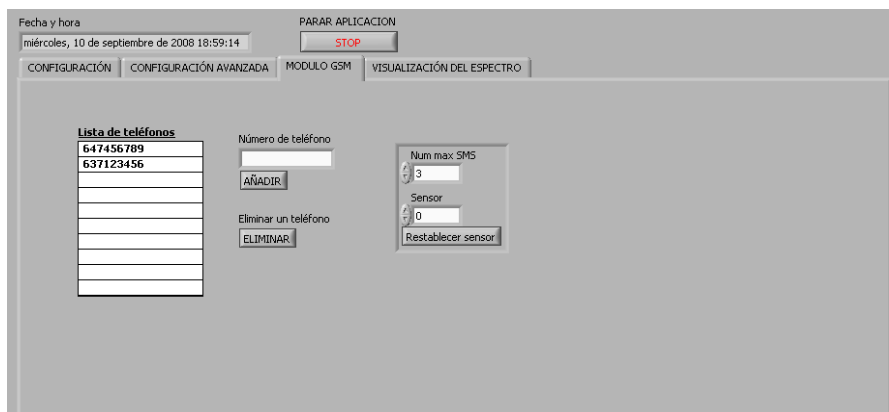 Fecha y hora
miércoles, 10 de septiembre de 2008 18:59:14
PARAR APLICACION
STOP
CONFIGURACIÓN
CONFIGURACIÓN AVANZADA
MODULO GSM
VISUALIZACIÓN DEL ESPECTRO
Lista de teléfonos
647456789
637123456
Número de teléfono
AÑADIR
Eliminar un teléfono
ELIMINAR
Num max SMS
3
Sensor
0
Restablecer sensor